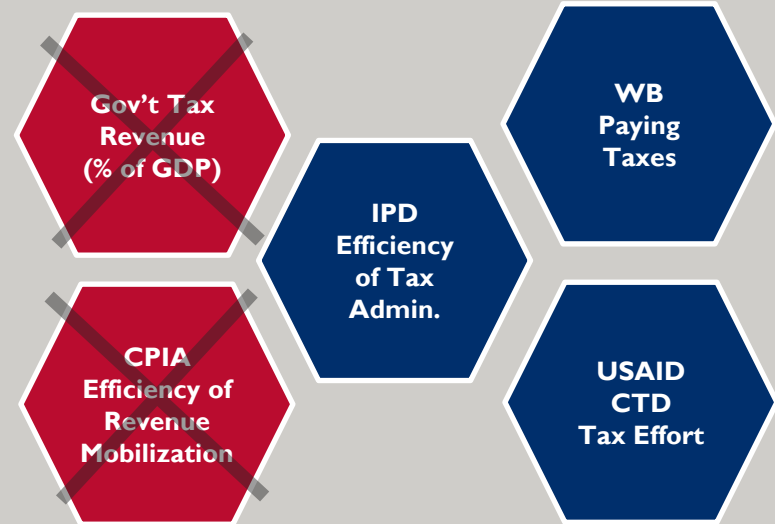 Gov't Tax
Revenue
(% of GDP)
WB
Paying
Taxes
IPD
Efficiency
of Tax
Admin.
CPIA
Efficiency of
Revenue
Mobilization
USAID
CTD
Tax Effort